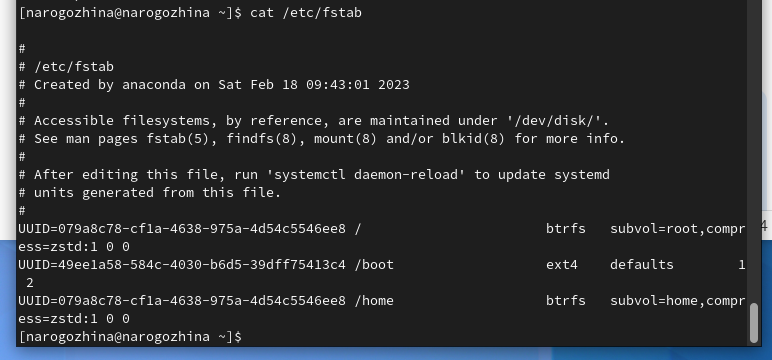 [narogozhina@narogozhina ~]$ cat /etc/fstab
#
# /etc/fstab
# Created by anaconda on Sat Feb 18 09:43:01 2023
#
# Accessible filesystems, by reference, are maintained under '/dev/disk/'.
# See man pages fstab(5), findfs(8), mount(8) and/or blkid(8) for more info.
#
# After editing this file, run 'systemctl daemon-reload' to update systemd
# units generated from this file.
#
UUID=079a8c78-cf1a-4638-975a-4d54c5546ee8 / btrfs subvol=root,compr
ess=zstd:1 0 0
UUID=49ee1a58-584c-4030-b6d5-39dff75413c4 /boot ext4 defaults 1
2
UUID=079a8c78-cf1a-4638-975a-4d54c5546ee8 /home btrfs subvol=home,compr
ess=zstd:1 0 0
[narogozhina@narogozhina ~]$
4